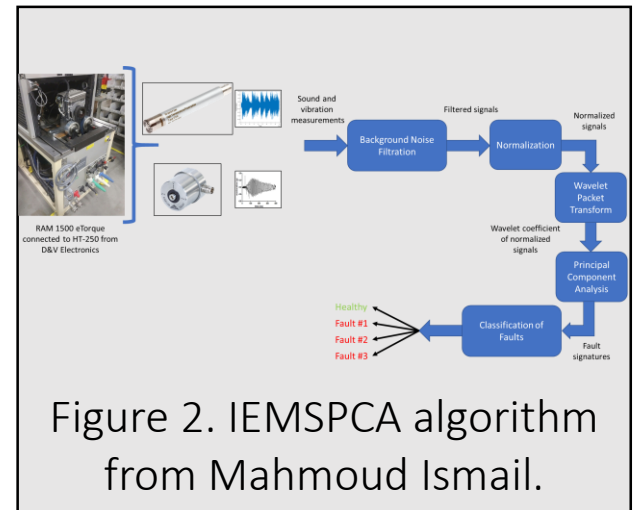 Sound and
vibration
measurements
Background Noise
Filtration
Filtered signals
Normalization
Normalized
signals
Wavelet
Packet
Transform
Wavelet coefficient
of normalized
signals
Principal
Component
Analysis
Fault
signatures
Classification of
Faults
Healthy
Fault #1
Fault #2
Fault #3
RAM 1500 eTorque
connected to HT-250 from
D&V Electronics
Figure 2. IEMSPCA algorithm
from Mahmoud Ismail.